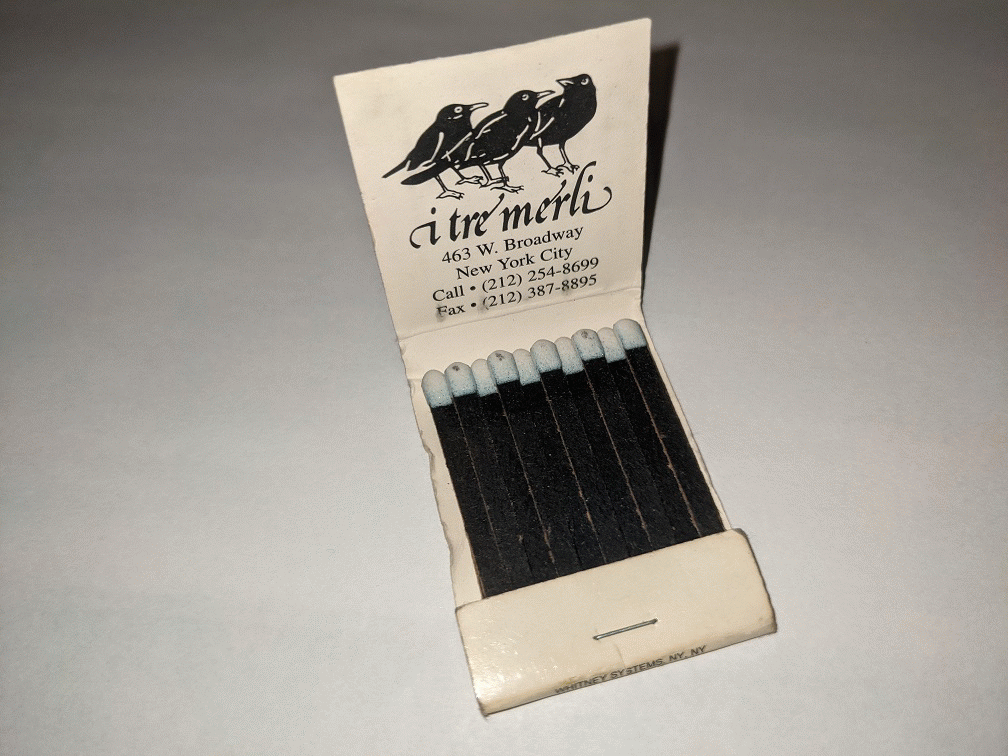 i tre merli
463 W. Broadway
New York City
Call • (212) 254-8699
Fax • (212) 387-8895
WHITNEY SYSTEMS, NY, NY